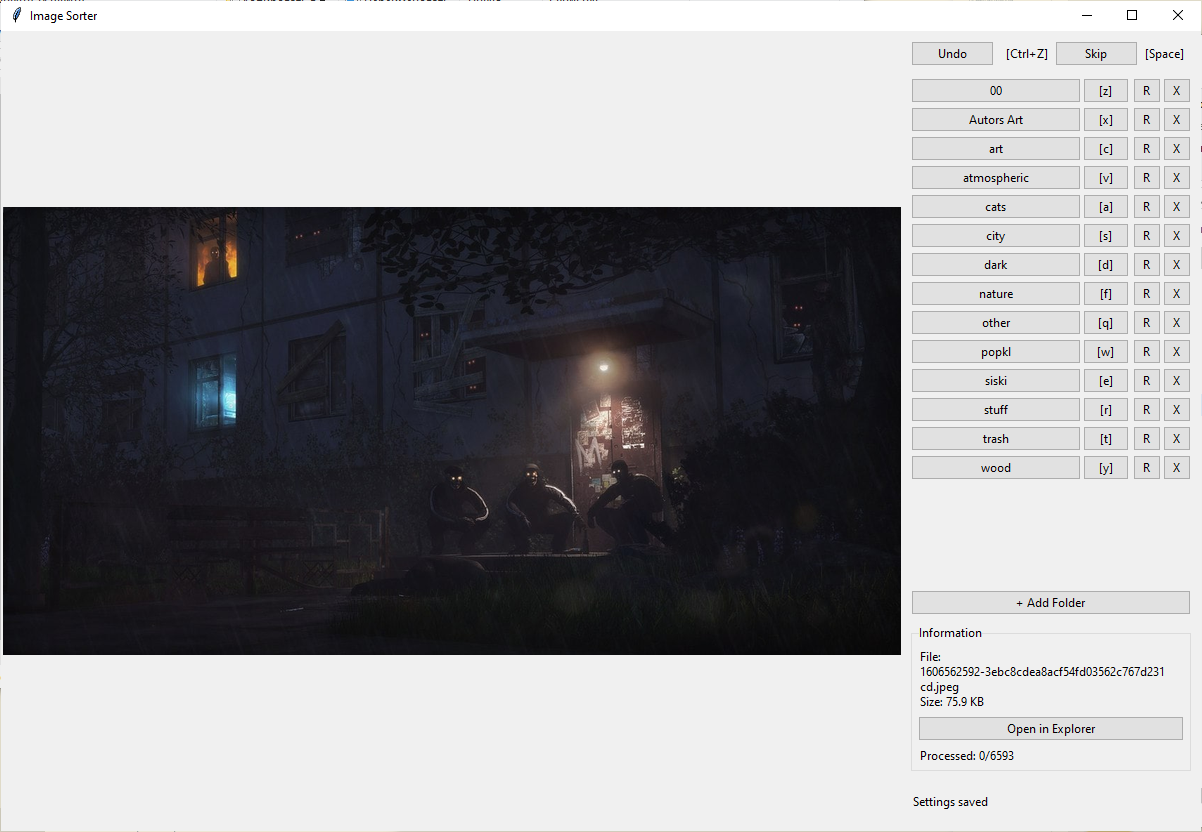 Image Sorter
Undo [Ctrl+Z] Skip [Space]
00 [z] R X
Autors Art [x] R X
art [c] R X
atmospheric [v] R X
cats [a] R X
city [s] R X
dark [d] R X
nature [f] R X
other [q] R X
popkl [w] R X
siski [e] R X
stuff [r] R X
trash [t] R X
wood [y] R X
+ Add Folder
Information
File:
1606562592-3ebc8cdea8acf54fd03562c767d231
cd.jpeg
Size: 75.9 KB
Open in Explorer
Processed: 0/6593
Settings saved